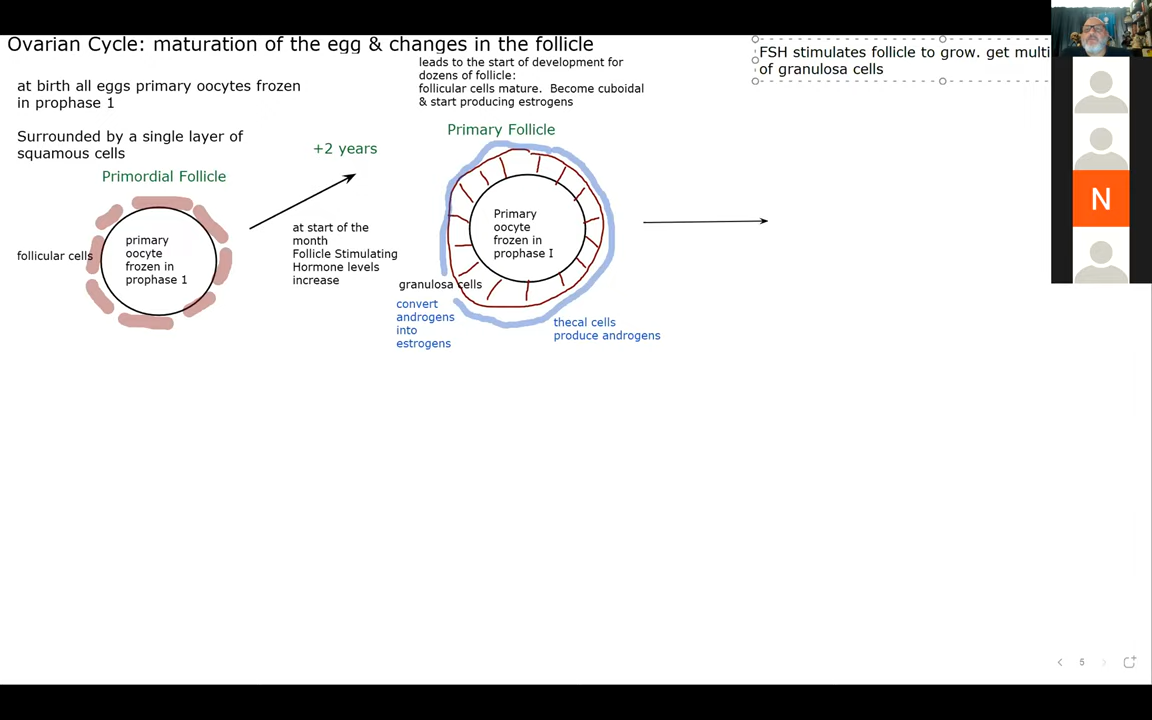 Ovarian Cycle: maturation of the egg & changes in the follicle
at birth all eggs primary oocytes frozen
in prophase 1
Surrounded by a single layer of
squamous cells
Primordial Follicle
follicular cells
primary
oocyte
frozen in
prophase 1
+2 years
at start of the
month
Follicle Stimulating
Hormone levels
increase
leads to the start of development for
dozens of follicle:
follicular cells mature. Become cuboidal
& start producing estrogens
Primary Follicle
Primary
oocyte
frozen in
prophase I
granulosa cells
convert
androgens
into
estrogens
thecal cells
produce androgens
FSH stimulates follicle to grow. get multi
of granulosa cells
N
5